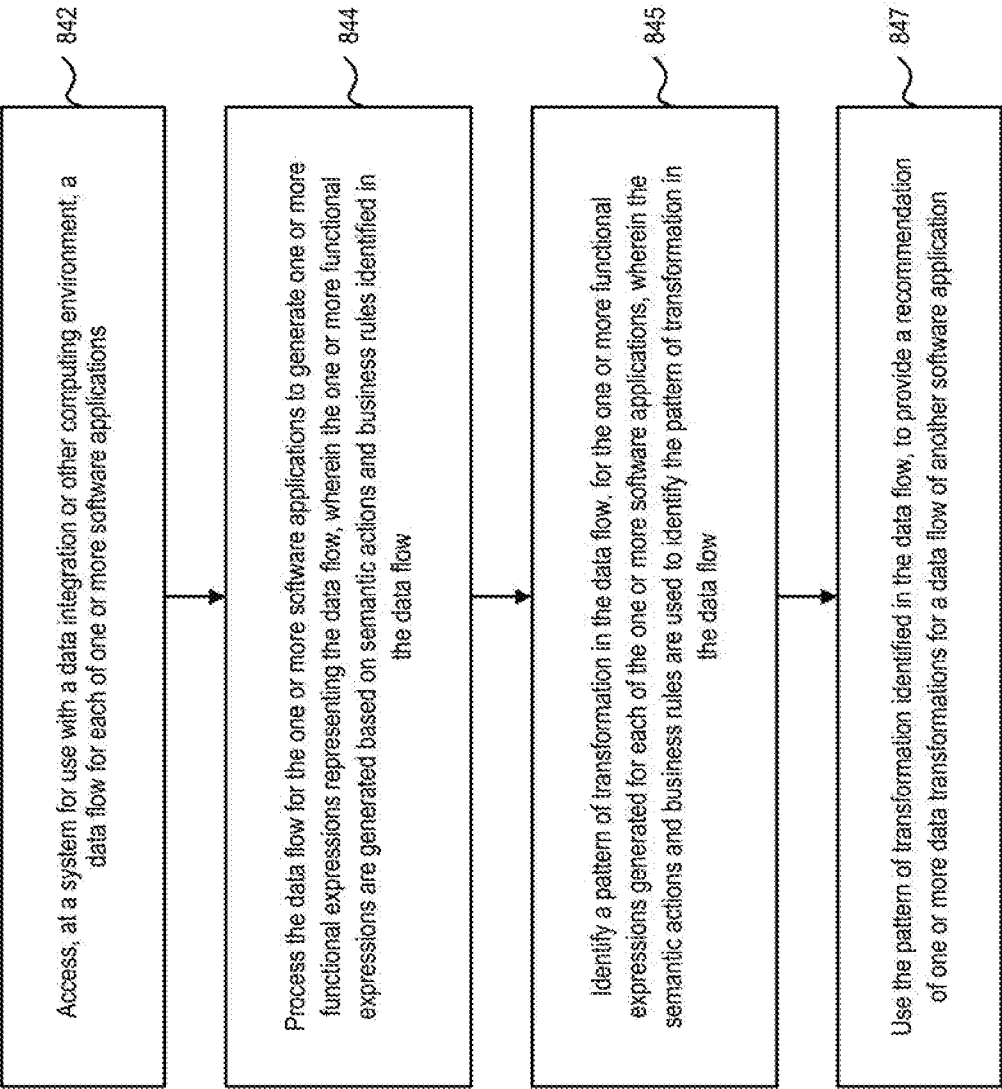 Access, at a system for use with a data integration or other computing environment, a
data flow for each of one or more software applications
842
Process the data flow for the one or more software applications to generate one or more
functional expressions representing the data flow, wherein the one or more functional
expressions are generated based on semantic actions and business rules identified in
the data flow
844
Identify a pattern of transformation in the data flow, for the one or more functional
expressions generated for each of the one or more software applications, wherein the
semantic actions and business rules are used to identify the pattern of transformation in
the data flow
845
Use the pattern of transformation identified in the data flow, to provide a recommendation
of one or more data transformations for a data flow of another software application
847